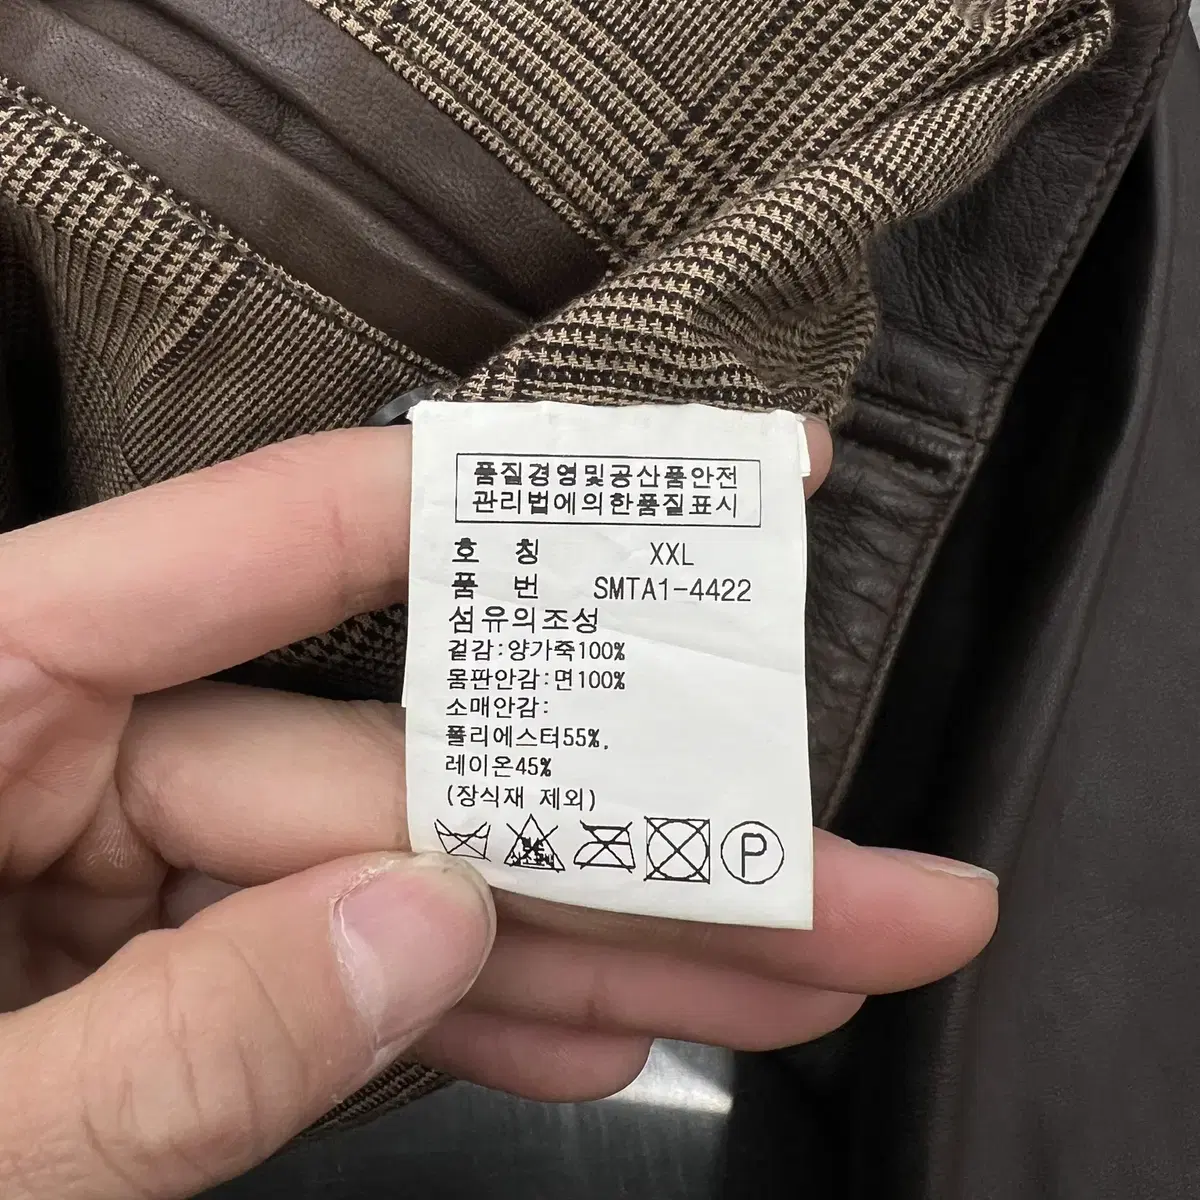 품질경영및공산품안전
관리법에의한품질표시
호 칭 XXL
품 번 SMTA1-4422
섬유의조성
겉감:양가죽100%
몸판안감:면100%
소매안감:
폴리에스터55%,
레이온45%
(장식재 제외)
P